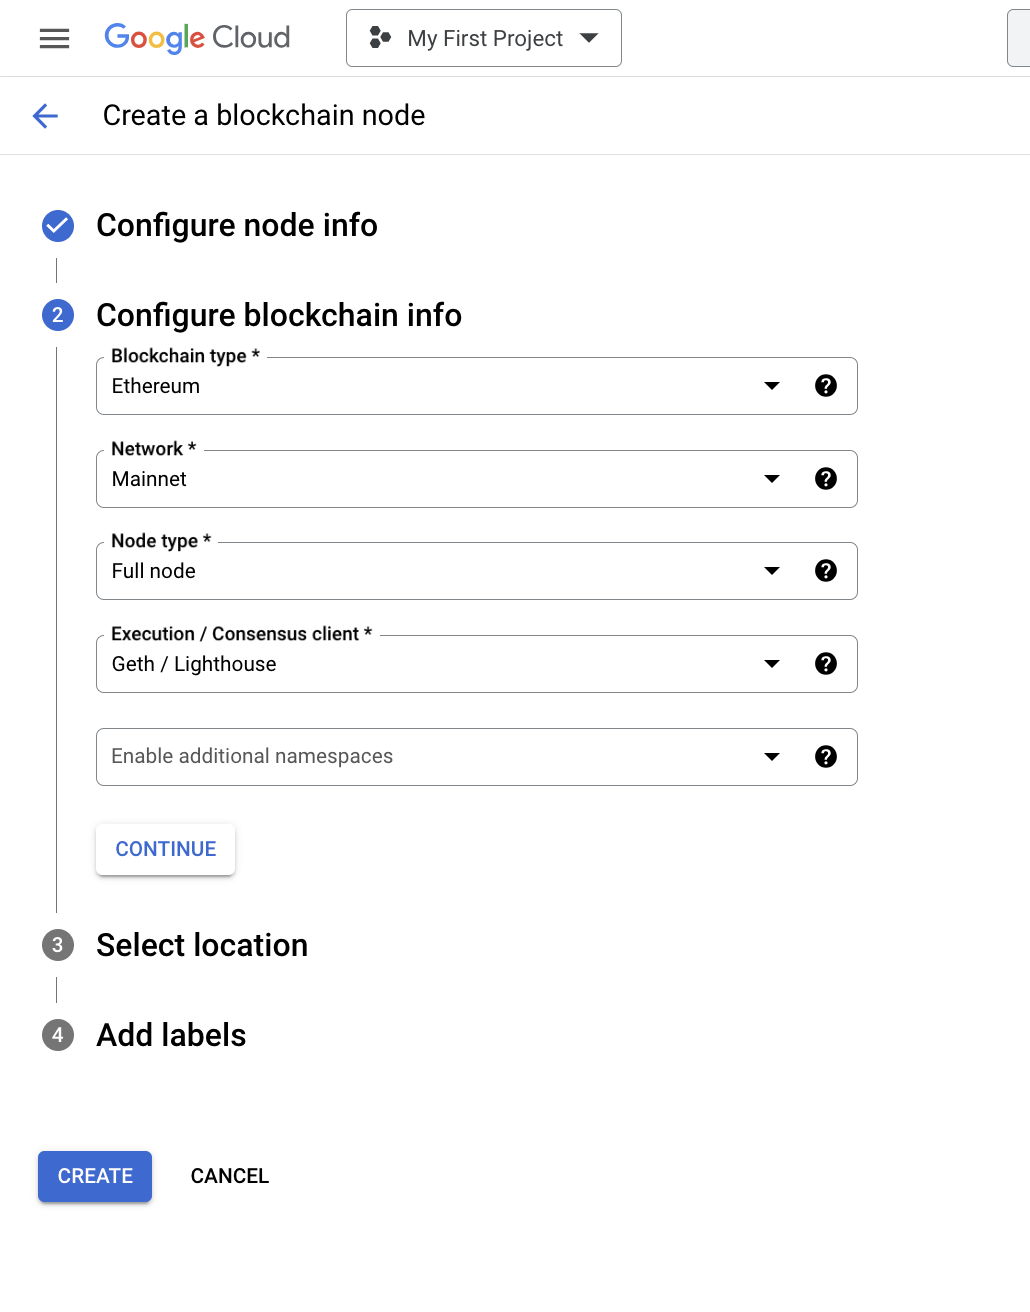 Google Cloud
My First Project
Create a blockchain node
Configure node info
2 Configure blockchain info
Blockchain type *
Ethereum
Network *
Mainnet
Node type *
Full node
Execution / Consensus client *
Geth / Lighthouse
Enable additional namespaces
CONTINUE
3 Select location
4 Add labels
CREATE CANCEL